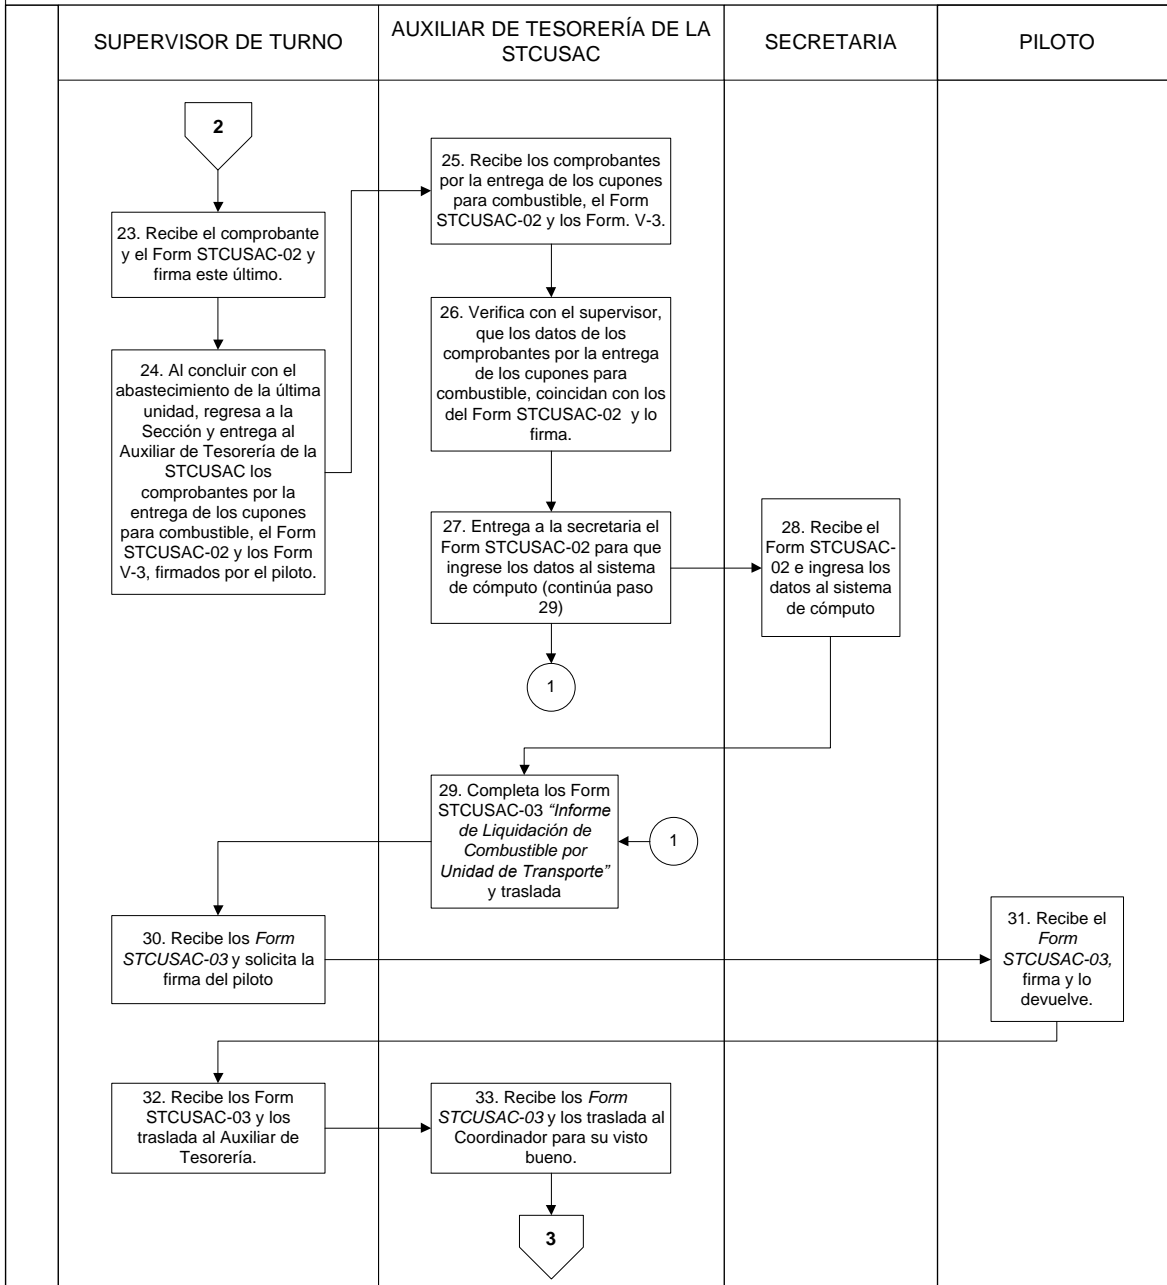 SUPERVISOR DE TURNO
AUXILIAR DE TESORERÍA DE LA
STCUSAC
SECRETARIA
PILOTO
2
23. Recibe el comprobante
y el Form STCUSAC-02 y
firma este último.
24. Al concluir con el
abastecimiento de la última
unidad, regresa a la
Sección y entrega al
Auxiliar de Tesorería de la
STCUSAC los
comprobantes por la
entrega de los cupones
para combustible, el Form
STCUSAC-02 y los Form
V-3, firmados por el piloto.
25. Recibe los comprobantes
por la entrega de los cupones
para combustible, el Form
STCUSAC-02 y los Form. V-3.
26. Verifica con el supervisor,
que los datos de los
comprobantes por la entrega
de los cupones para
combustible, coincidan con los
del Form STCUSAC-02 y lo
firma.
27. Entrega a la secretaria el
Form STCUSAC-02 para que
ingrese los datos al sistema
de cómputo (continúa paso
29)
28. Recibe el
Form STCUSAC-
02 e ingresa los
datos al sistema
de cómputo
1
29. Completa los Form
STCUSAC-03 “Informe
de Liquidación de
Combustible por
Unidad de Transporte”
y traslada
1
30. Recibe los Form
STCUSAC-03 y solicita la
firma del piloto
31. Recibe el
Form
STCUSAC-03,
firma y lo
devuelve.
32. Recibe los Form
STCUSAC-03 y los
traslada al Auxiliar de
Tesorería.
33. Recibe los Form
STCUSAC-03 y los traslada al
Coordinador para su visto
bueno.
3